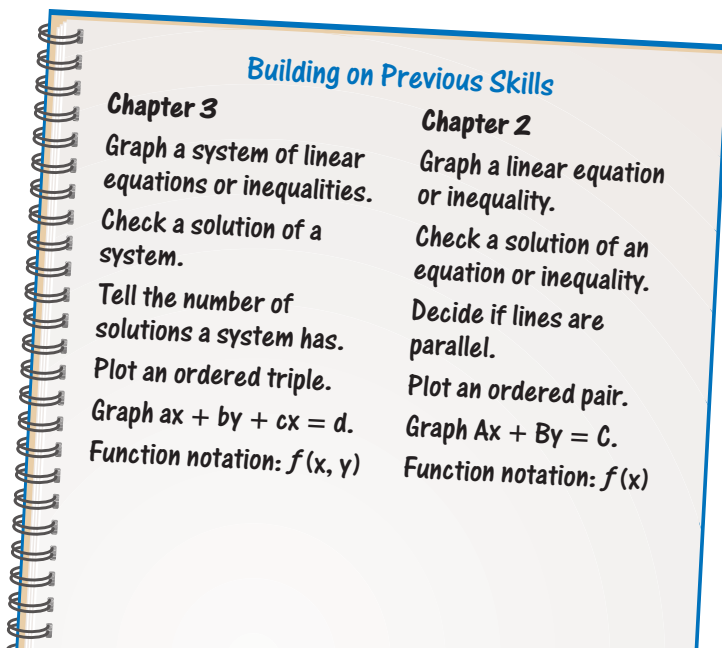 Building on Previous Skills
Chapter 3
Graph a system of linear
equations or inequalities.
Check a solution of a
system.
Tell the number of
solutions a system has.
Plot an ordered triple.
Graph ax + by + cx = d.
Function notation: f(x, y)
Chapter 2
Graph a linear equation
or inequality.
Check a solution of an
equation or inequality.
Decide if lines are
parallel.
Plot an ordered pair.
Graph Ax + By = C.
Function notation: f(x)